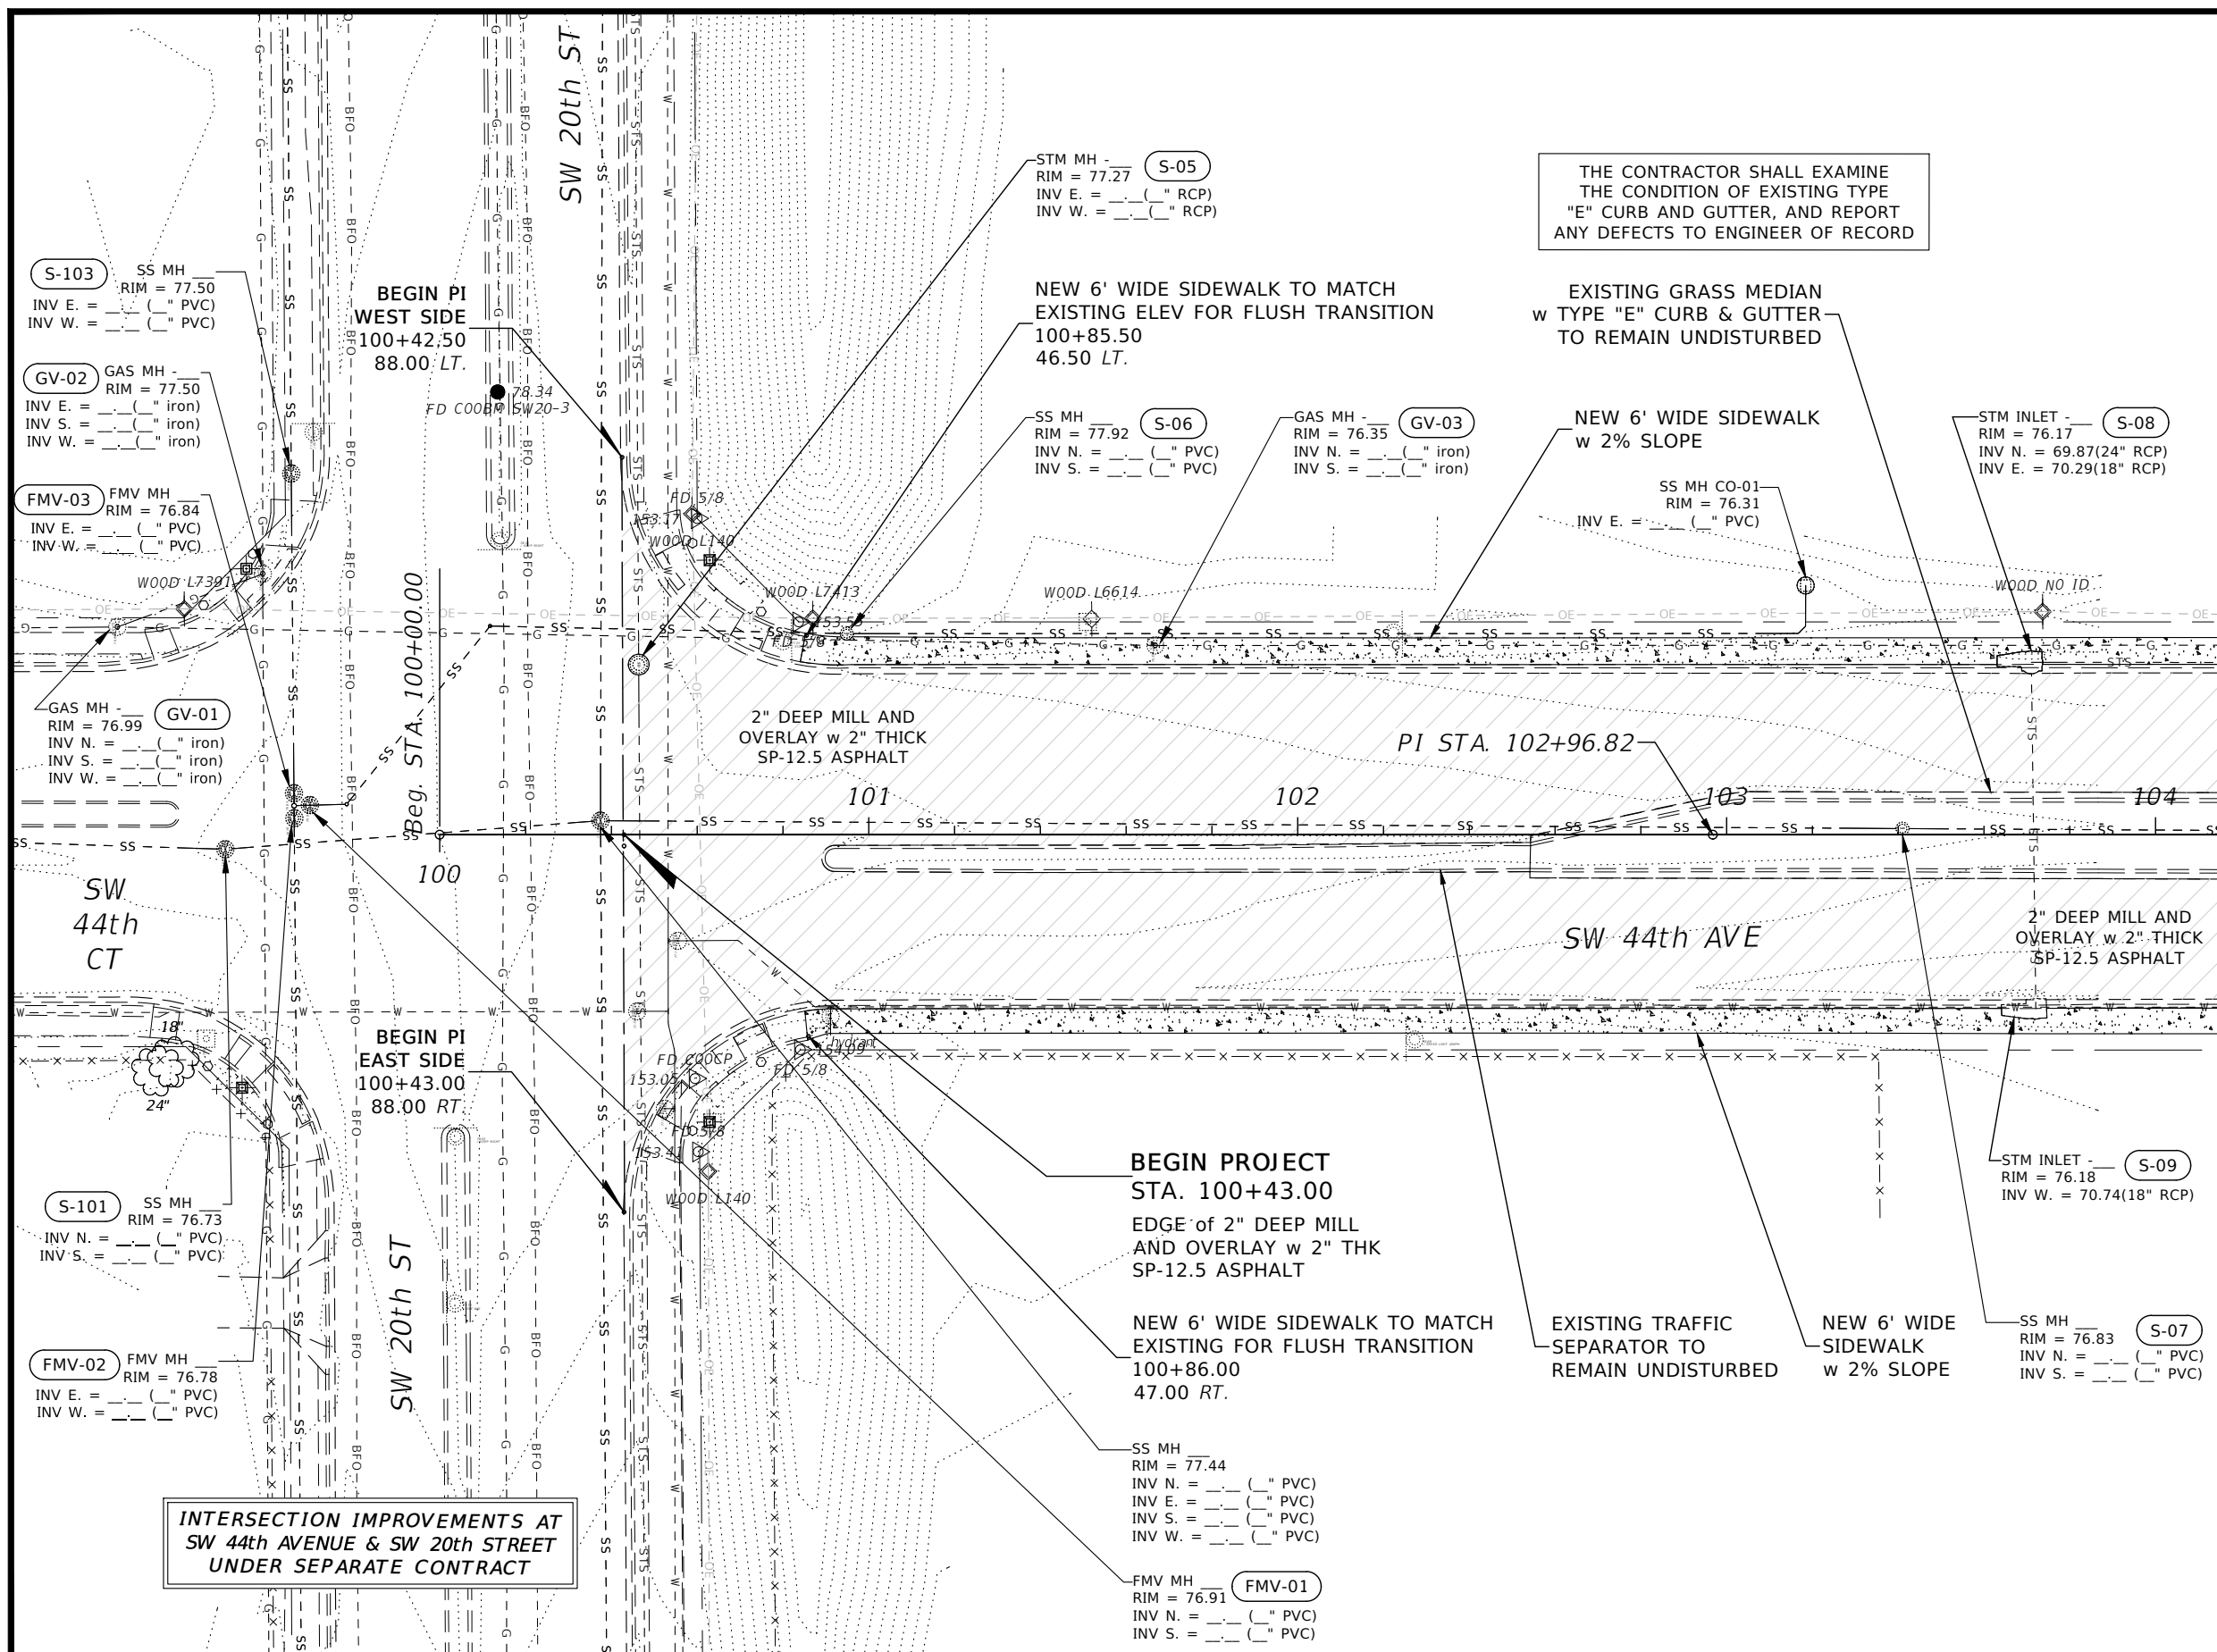 SW 20th ST
STM MH -___ S-05
RIM = 77.27
INV E. = __.__(__" RCP)
INV W. = __.__(__" RCP)
THE CONTRACTOR SHALL EXAMINE
THE CONDITION OF EXISTING TYPE
"E" CURB AND GUTTER, AND REPORT
ANY DEFECTS TO ENGINEER OF RECORD
S-103 SS MH ___
RIM = 77.50
INV E. = __.__ (__" PVC)
INV W. = __.__ (__" PVC)
BEGIN PI
WEST SIDE
100+42.50
88.00 LT.
NEW 6' WIDE SIDEWALK TO MATCH
EXISTING ELEV FOR FLUSH TRANSITION
100+85.50
46.50 LT.
EXISTING GRASS MEDIAN
w TYPE "E" CURB & GUTTER
TO REMAIN UNDISTURBED
GV-02 GAS MH -___
RIM = 77.50
INV E. = __.__(__" iron)
INV S. = __.__(__" iron)
INV W. = __.__(__" iron)
78.34
FD COOBM SW20-3
SS MH ___ S-06
RIM = 77.92
INV N. = __.__ (__" PVC)
INV S. = __.__ (__" PVC)
GAS MH -___ GV-03
RIM = 76.35
INV N. = __.__(__" iron)
INV S. = __.__(__" iron)
NEW 6' WIDE SIDEWALK
w 2% SLOPE
STM INLET -___ S-08
RIM = 76.17
INV N. = 69.87(24" RCP)
INV E. = 70.29(18" RCP)
FMV-03 FMV MH ___
RIM = 76.84
INV E. = __.__ (__" PVC)
INV W. = __.__ (__" PVC)
SS MH CO-01
RIM = 76.31
INV E. = __.__ (__" PVC)
FD 5/8
153.17
WOOD L140
WOOD L7391
WOOD L7413
153.59
FD 5/8
WOOD L6614
WOOD NO ID
Beg. STA. 100+00.00
GAS MH -___ GV-01
RIM = 76.99
INV N. = __.__(__" iron)
INV S. = __.__(__" iron)
INV W. = __.__(__" iron)
2" DEEP MILL AND
OVERLAY w 2" THICK
SP-12.5 ASPHALT
PI STA. 102+96.82
100
101
102
103
104
SW
44th
CT
SW 44th AVE
2" DEEP MILL AND
OVERLAY w 2" THICK
SP-12.5 ASPHALT
18"
24"
BEGIN PI
EAST SIDE
100+43.00
88.00 RT.
hydrant
154.09
FD 5/8
FD COOCP
153.05
FD 5/8
153.41
WOOD L140
BEGIN PROJECT
STA. 100+43.00
EDGE of 2" DEEP MILL
AND OVERLAY w 2" THK
SP-12.5 ASPHALT
STM INLET -___ S-09
RIM = 76.18
INV W. = 70.74(18" RCP)
S-101 SS MH ___
RIM = 76.73
INV N. = __.__ (__" PVC)
INV S. = __.__ (__" PVC)
SW 20th ST
NEW 6' WIDE SIDEWALK TO MATCH
EXISTING FOR FLUSH TRANSITION
100+86.00
47.00 RT.
EXISTING TRAFFIC
SEPARATOR TO
REMAIN UNDISTURBED
NEW 6' WIDE
SIDEWALK
w 2% SLOPE
SS MH ___ S-07
RIM = 76.83
INV N. = __.__ (__" PVC)
INV S. = __.__ (__" PVC)
FMV-02 FMV MH ___
RIM = 76.78
INV E. = __.__ (__" PVC)
INV W. = __.__ (__" PVC)
SS MH ___
RIM = 77.44
INV N. = __.__ (__" PVC)
INV E. = __.__ (__" PVC)
INV S. = __.__ (__" PVC)
INV W. = __.__ (__" PVC)
INTERSECTION IMPROVEMENTS AT
SW 44th AVENUE & SW 20th STREET
UNDER SEPARATE CONTRACT
FMV MH ___ FMV-01
RIM = 76.91
INV N. = __.__ (__" PVC)
INV S. = __.__ (__" PVC)